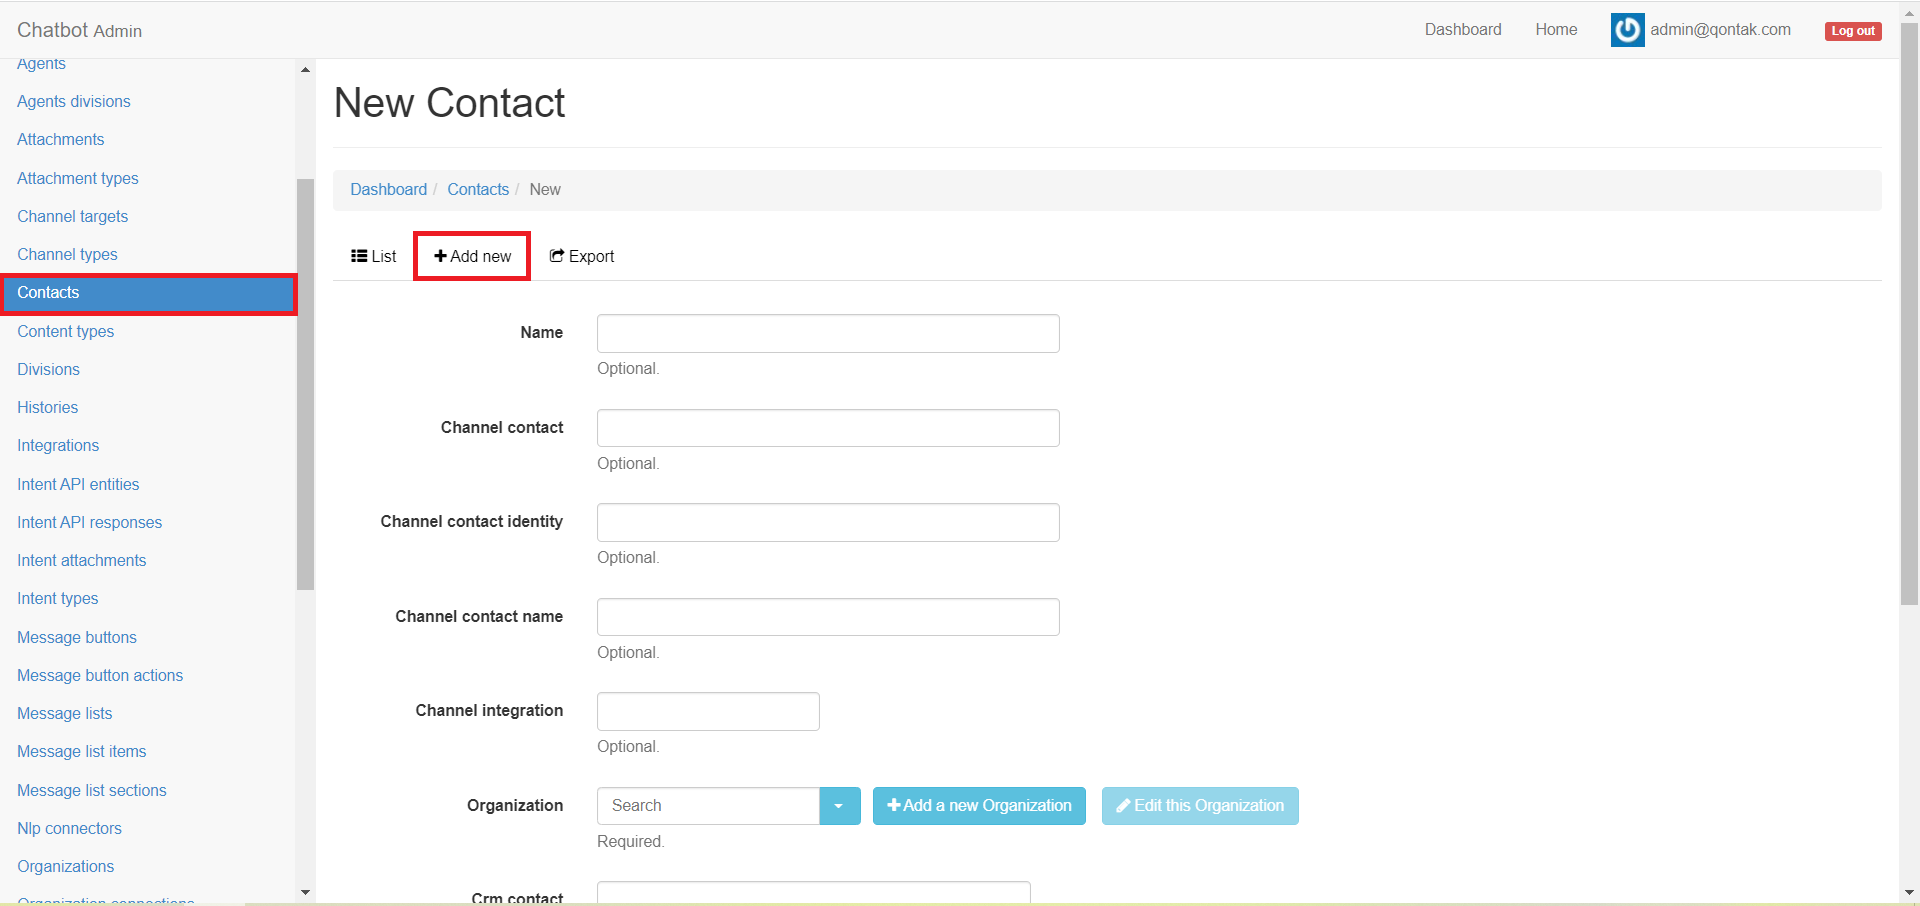 Chatbot Admin
Dashboard
Home
admin@qontak.com
Log out
Agents
Agents divisions
Attachments
Attachment types
Channel targets
Channel types
Contacts
Content types
Divisions
Histories
Integrations
Intent API entities
Intent API responses
Intent attachments
Intent types
Message buttons
Message button actions
Message lists
Message list items
Message list sections
Nlp connectors
Organizations
Organization connections
New Contact
Dashboard / Contacts / New
List
Add new
Export
Name
Optional.
Channel contact
Optional.
Channel contact identity
Optional.
Channel contact name
Optional.
Channel integration
Optional.
Organization
Search
Add a new Organization
Edit this Organization
Required.
Crm contact